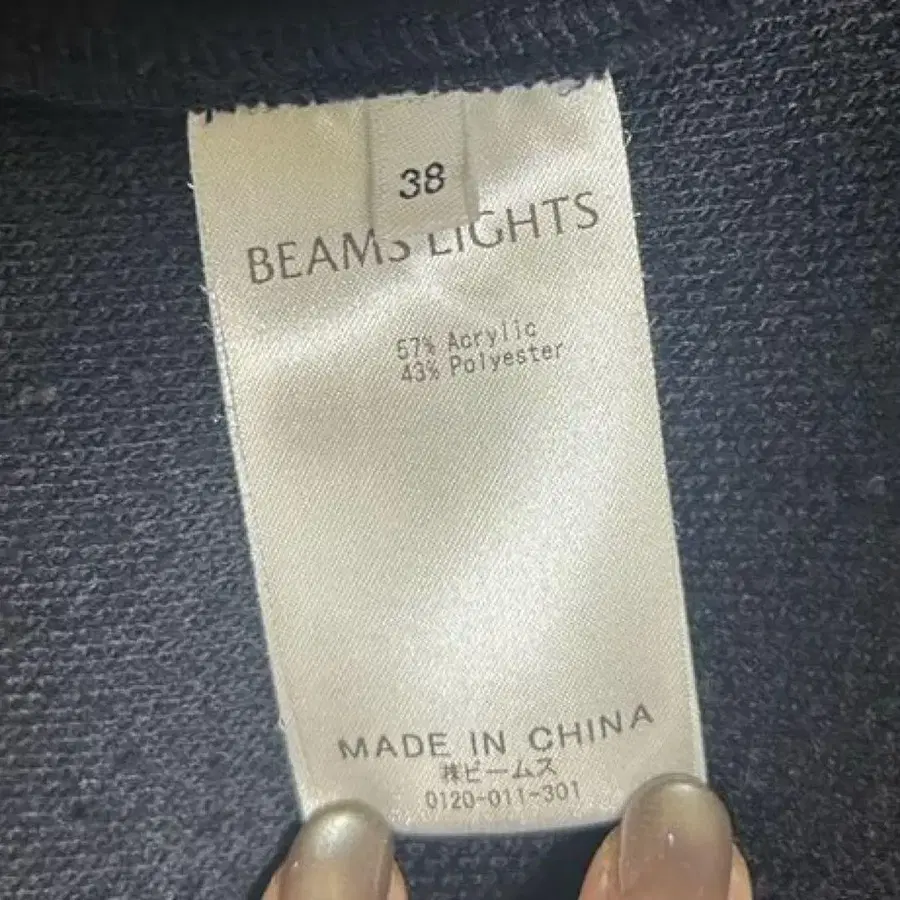 38
BEAMS LIGHTS
57% Acrylic
43% Polyester
MADE IN CHINA
㈱ビームス
0120-011-301